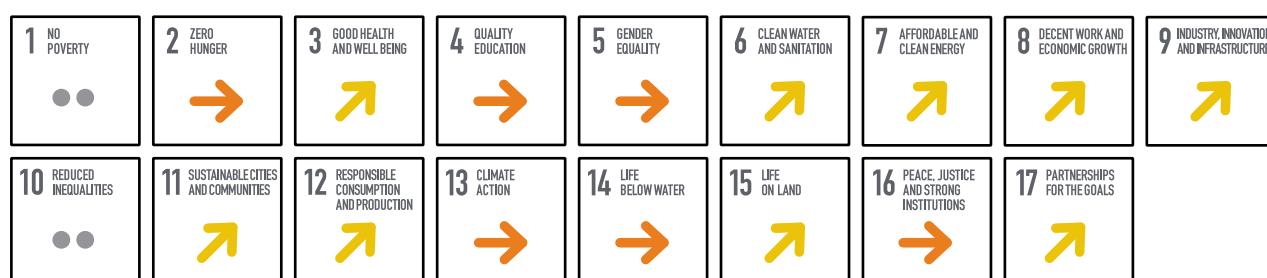 1 NO
POVERTY
2 ZERO
HUNGER
3 GOOD HEALTH
AND WELL BEING
4 QUALITY
EDUCATION
5 GENDER
EQUALITY
6 CLEAN WATER
AND SANITATION
7 AFFORDABLE AND
CLEAN ENERGY
8 DECENT WORK AND
ECONOMIC GROWTH
9 INDUSTRY, INNOVATION
AND INFRASTRUCTURE
10 REDUCED
INEQUALITIES
11 SUSTAINABLE CITIES
AND COMMUNITIES
12 RESPONSIBLE
CONSUMPTION
AND PRODUCTION
13 CLIMATE
ACTION
14 LIFE
BELOW WATER
15 LIFE
ON LAND
16 PEACE, JUSTICE
AND STRONG
INSTITUTIONS
17 PARTNERSHIPS
FOR THE GOALS